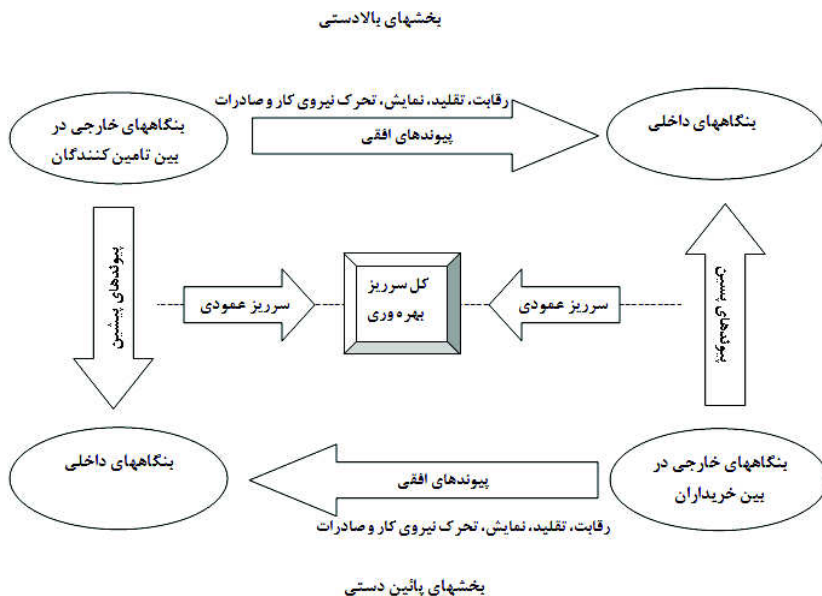 بخشهای بالادستی
رقابت، تقلید، نمایش، تحرک نیروی کار و صادرات
بنگاههای داخلی
پیوندهای افقی
بنگاههای خارجی در
بین تامین کنندگان
پیوندهای پسین
سرریز عمودی
کل سرریز
بهره وری
سرریز عمودی
پیوندهای پیشین
بنگاههای خارجی در
بین خریداران
پیوندهای افقی
بنگاههای داخلی
رقابت، تقلید، نمایش، تحرک نیروی کار و صادرات
بخشهای پائین دستی